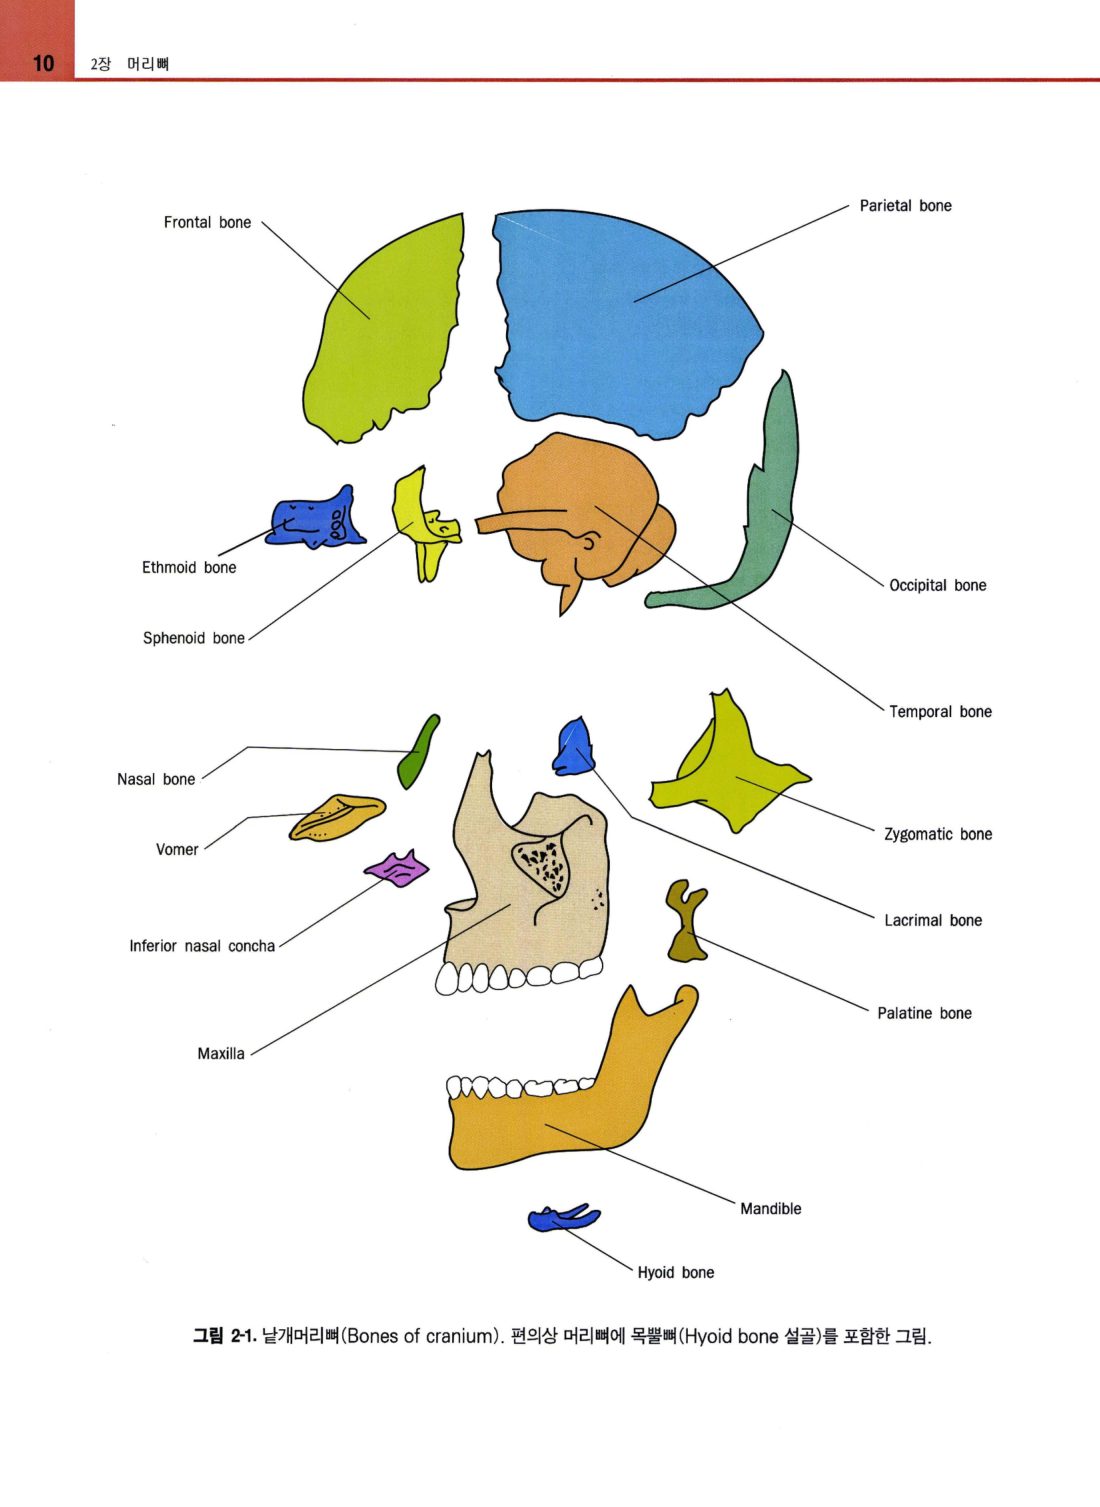 10 2장 머리뼈
Parietal bone
Frontal bone
Ethmoid bone
Occipital bone
Sphenoid bone
Temporal bone
Nasal bone
Zygomatic bone
Vomer
Lacrimal bone
Inferior nasal concha
Palatine bone
Maxilla
Mandible
Hyoid bone
그림 2-1. 낱개머리뼈(Bones of cranium). 편의상 머리뼈에 목뿔뼈(Hyoid bone 설골)를 포함한 그림.